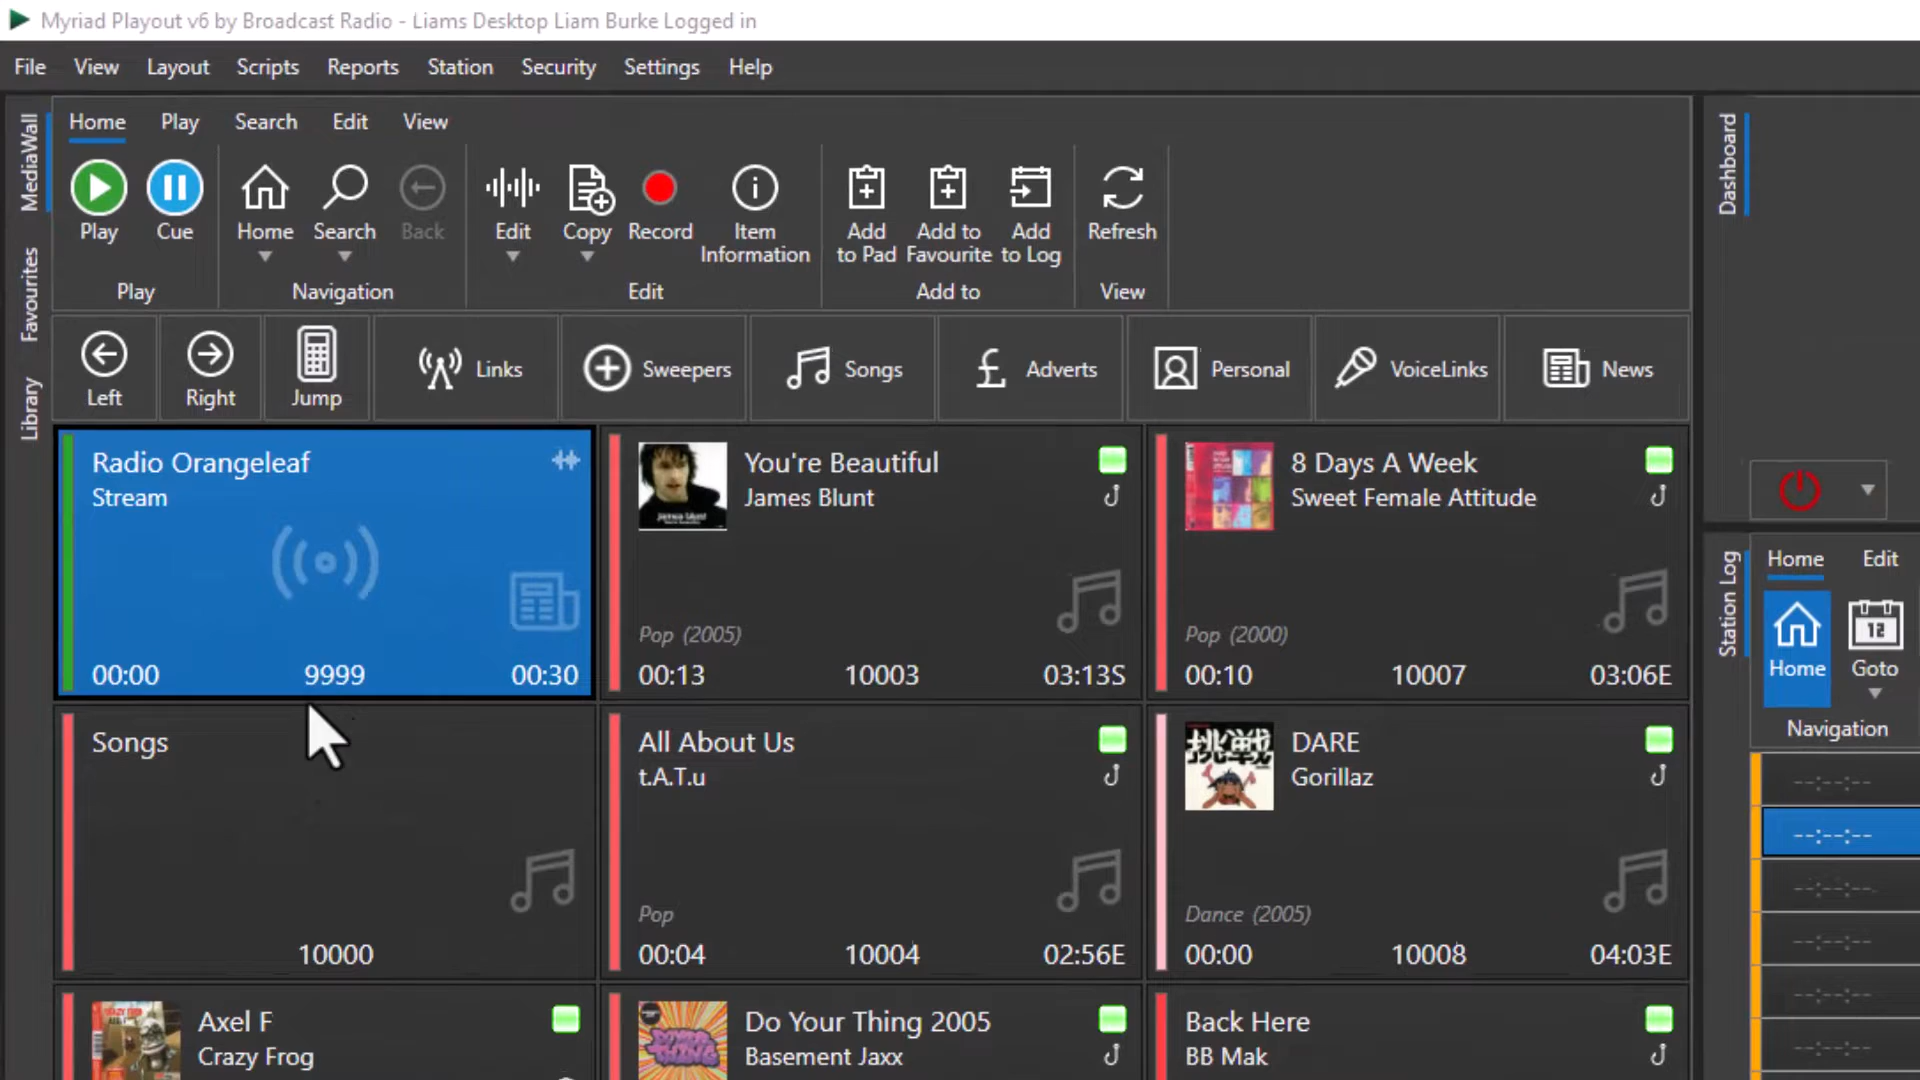 Myriad Playout v6 by Broadcast Radio - Liams Desktop Liam Burke Logged in
File View Layout Scripts Reports Station Security Settings Help
MediaWall
Favourites
Library
Home Play Search Edit View
Play
Cue
Home
Search
Back
Edit
Copy
Record
Item
Information
Add
to Pad
Add to
Favourite
Add
to Log
Refresh
Play
Navigation
Edit
Add to
View
Left
Right
Jump
Links
Sweepers
Songs
Adverts
Personal
VoiceLinks
News
Radio Orangeleaf
Stream
00:00 9999 00:30
You're Beautiful
James Blunt
James Blunt
Pop (2005)
00:13 10003 03:13S
8 Days A Week
Sweet Female Attitude
Pop (2000)
00:10 10007 03:06E
Songs
10000
All About Us
t.A.T.u
Pop
00:04 10004 02:56E
DARE
Gorillaz
Dance (2005)
00:00 10008 04:03E
Axel F
Crazy Frog
Do Your Thing 2005
Basement Jaxx
Back Here
BB Mak
Dashboard
Station Log
Home Edit
12
Home
Goto
Navigation
--:--:--
--:--:--
--:--:--
--:--:--
--:--:--
--:--:--